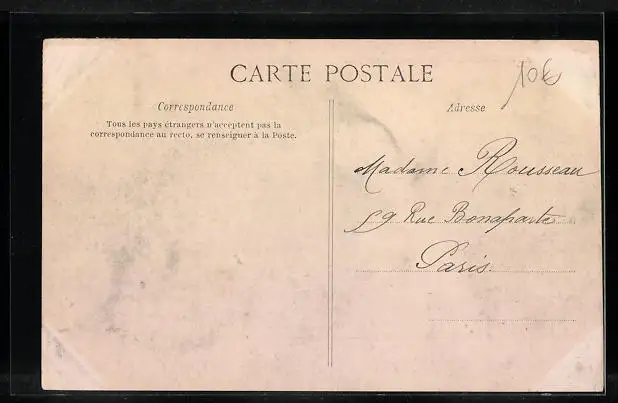 CARTE POSTALE
10€
Correspondance
Tous les pays étrangers n'acceptent pas la
correspondance au recto, se renseigner à la Poste.
Adresse
Madame Rousseau
59 Rue Bonaparte
Paris.